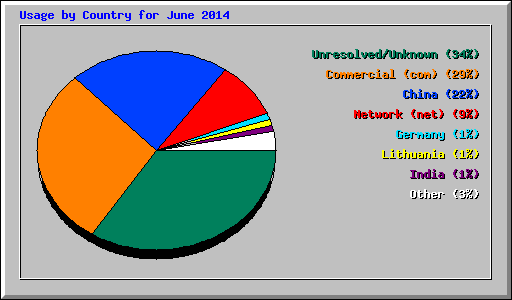 Usage by Country for June 2014
Unresolved/Unknown (34%)
Commercial (com) (29%)
China (22%)
Network (net) (9%)
Germany (1%)
Lithuania (1%)
India (1%)
Other (3%)